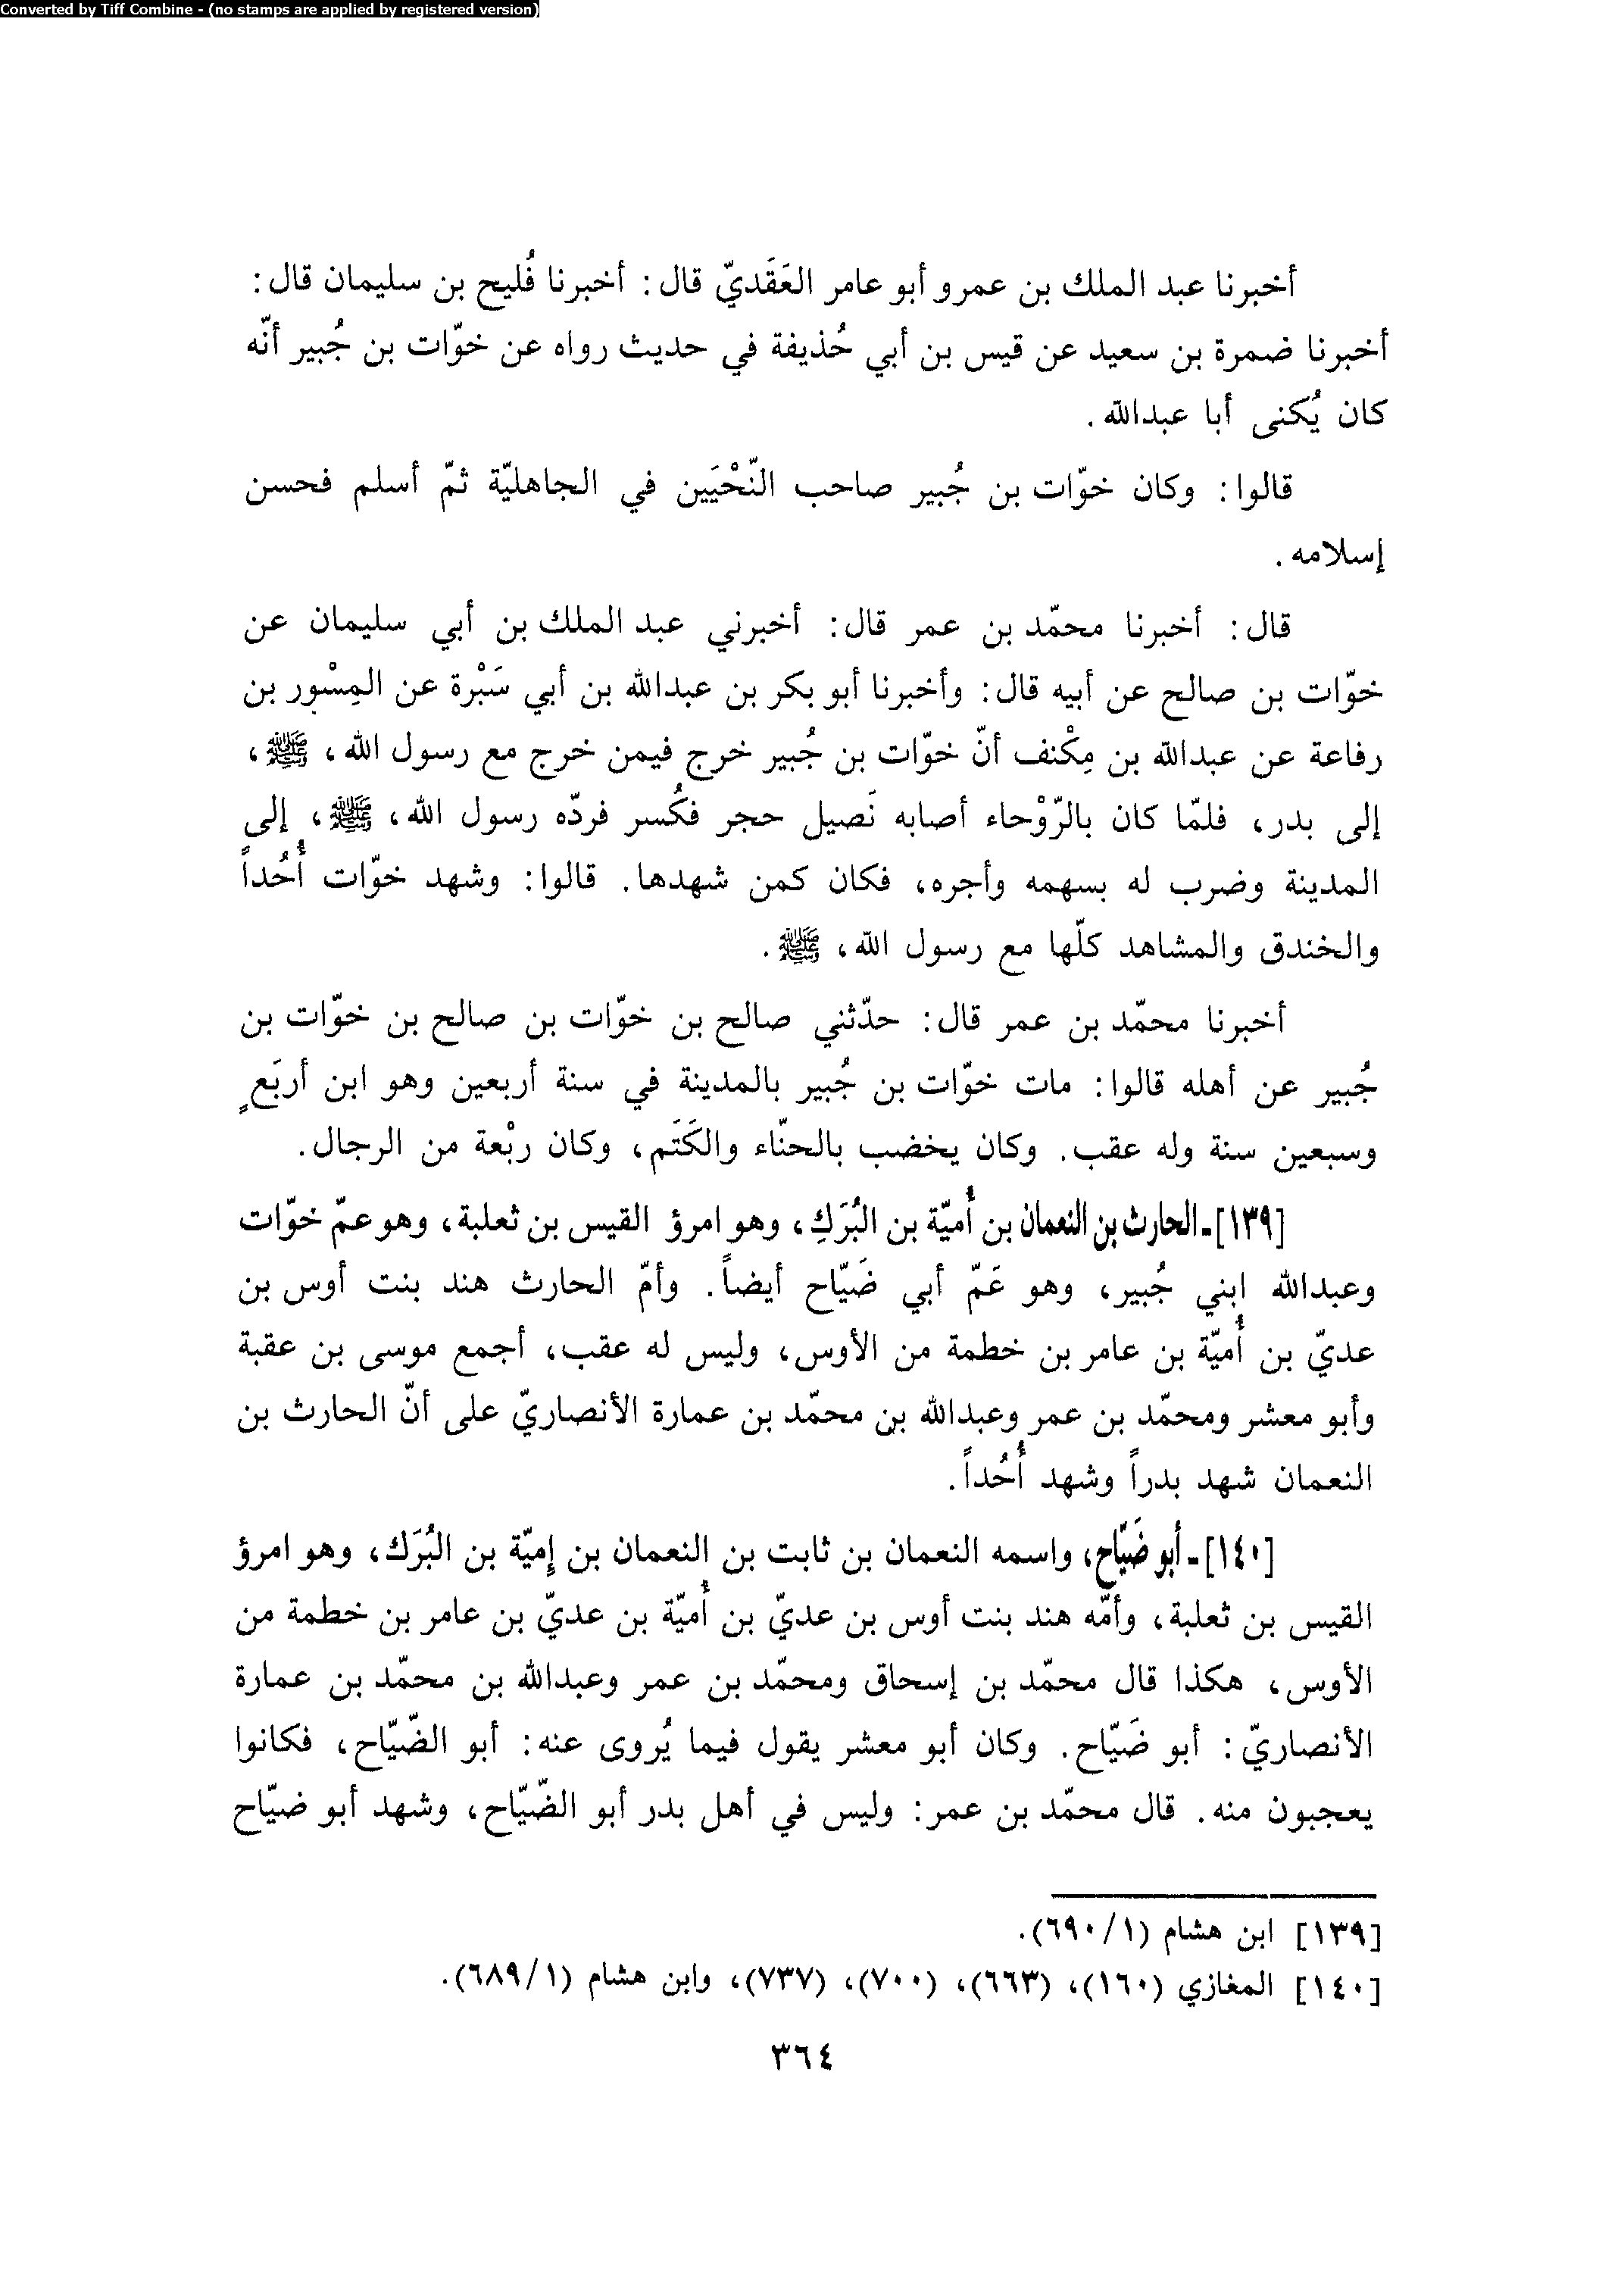 Converted by Tiff Combine - (no stamps are applied by registered version)
أخبرنا عبد الملك بن عمرو أبو عامر العَقَديّ قال: أخبرنا فُليح بن سليمان قال:
أخبرنا ضمرة بن سعيد عن قيس بن أبي حُذيفة في حديث رواه عن خوّات بن جُبير أنّه
كان يُكنى أبا عبدالله.
قالوا: وكان خوّات بن جُبير صاحب النّحْيَين في الجاهليّة ثمّ أسلم فحسن
إسلامه.
قال: أخبرنا محمّد بن عمر قال: أخبرني عبد الملك بن أبي سليمان عن
خوّات بن صالح عن أبيه قال: وأخبرنا أبو بكر بن عبدالله بن أبي سَبْرة عن المِسْور بن
رفاعة عن عبدالله بن مِكْنف أنّ خوّات بن جُبير خرج فيمن خرج مع رسول الله، ﷺ،
إلى بدر، فلمّا كان بالرّوْحاء أصابه نَصيل حجر فكُسر فردّه رسول الله، ﷺ، إلى
المدينة وضرب له بسهمه وأجره، فكان كمن شهدها. قالوا: وشهد خوّات أُحُداً
والخندق والمشاهد كلّها مع رسول الله، ﷺ.
أخبرنا محمّد بن عمر قال: حدّثني صالح بن خوّات بن صالح بن خوّات بن
جُبير عن أهله قالوا: مات خوّات بن جُبير بالمدينة في سنة أربعين وهو ابن أربَعٍ
وسبعين سنة وله عقب. وكان يخضب بالحنّاء والكَتَم، وكان ربْعة من الرجال.
[١٣٩]ـ الحارث بن النعمان بن أُميّة بن البُرَكِ، وهو امرؤ القيس بن ثعلبة، وهو عمّ خوّات
وعبدالله ابني جُبير، وهو عَمّ أبي ضَيّاح أيضاً. وأمّ الحارث هند بنت أوس بن
عديّ بن أُميّة بن عامر بن خطمة من الأوس، وليس له عقب، أجمع موسى بن عقبة
وأبو معشر ومحمّد بن عمر وعبدالله بن محمّد بن عمارة الأنصاريّ على أنّ الحارث بن
النعمان شهد بدراً وشهد أُحُداً.
[١٤٠]ـ أبو ضَيّاح، واسمه النعمان بن ثابت بن النعمان بن إميّة بن البُرَك، وهو امرؤ
القيس بن ثعلبة، وأمّه هند بنت أوس بن عديّ بن أُميّة بن عديّ بن عامر بن خطمة من
الأوس، هكذا قال محمّد بن إسحاق ومحمّد بن عمر وعبدالله بن محمّد بن عمارة
الأنصاريّ: أبو ضَيّاح. وكان أبو معشر يقول فيما يُروى عنه: أبو الضّيّاح، فكانوا
يعجبون منه. قال محمّد بن عمر: وليس في أهل بدر أبو الضّيّاح، وشهد أبو ضيّاح
[١٣٩] ابن هشام (٦٩٠/١).
[١٤٠] المغازي (١٦٠)، (٦٦٣)، (٧٠٠)، (٧٣٧)، وابن هشام (٦٨٩/١).
٣٦٤